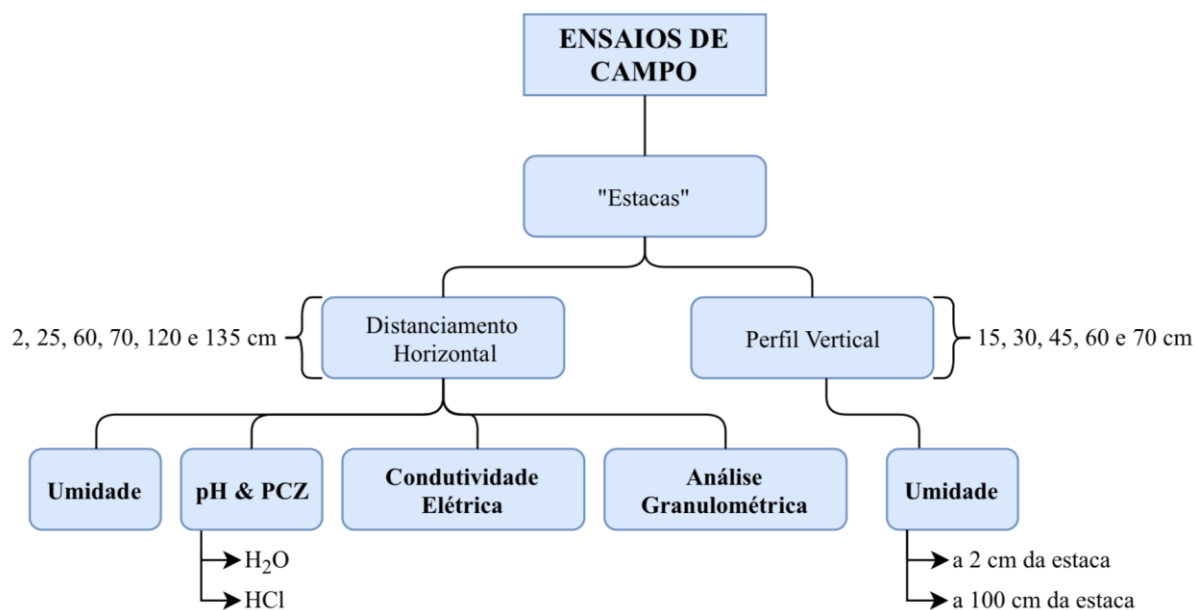 ENSAIOS DE
CAMPO
"Estacas"
2, 25, 60, 70, 120 e 135 cm
Distanciamento
Horizontal
Perfil Vertical
15, 30, 45, 60 e 70 cm
Umidade
pH & PCZ
Condutividade
Elétrica
Análise
Granulométrica
Umidade
H₂O
HCl
a 2 cm da estaca
a 100 cm da estaca